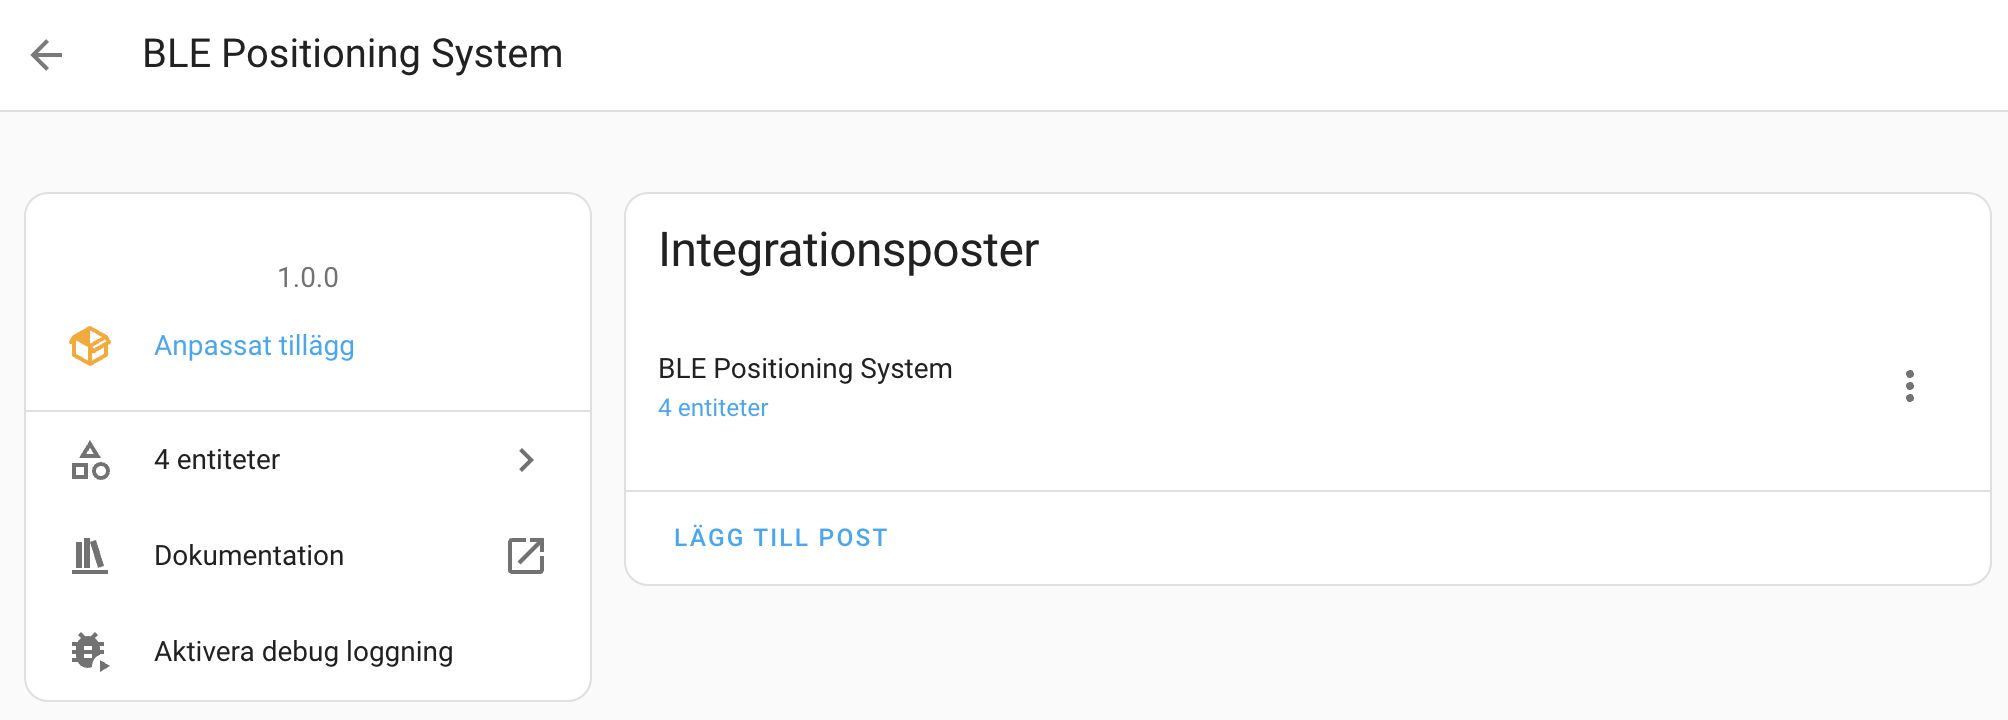 BLE Positioning System
1.0.0
Anpassat tillägg
4 entiteter
Dokumentation
Aktivera debug loggning
Integrationsposter
BLE Positioning System
4 entiteter
LÄGG TILL POST